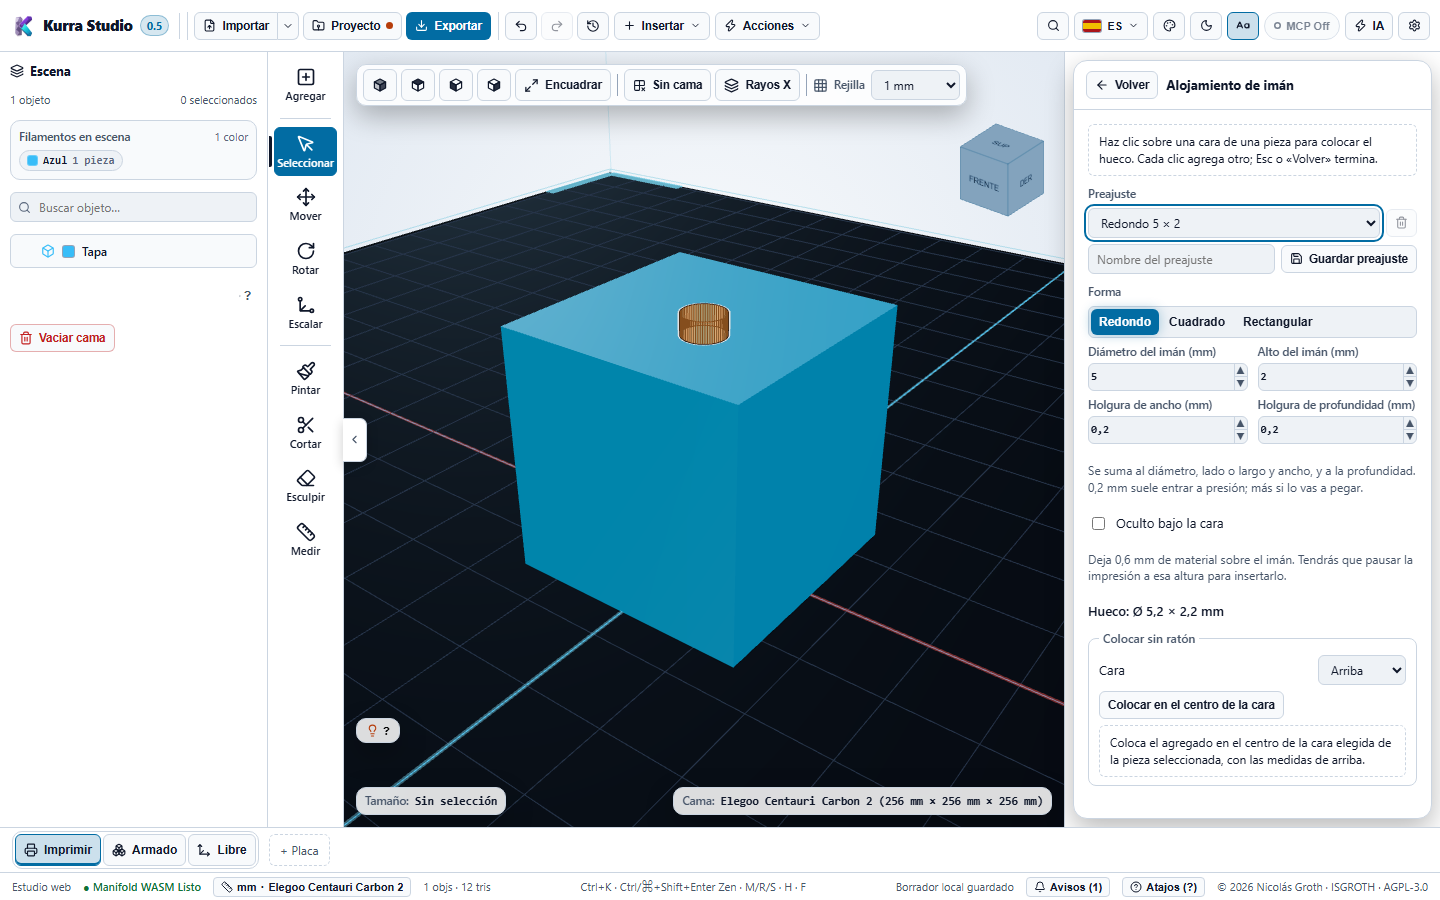 Kurra Studio 0.5
Importar
Proyecto
Exportar
Insertar
Acciones
ES
Aa
MCP Off
IA
Escena
1 objeto
0 seleccionados
Filamentos en escena
1 color
Azul 1 pieza
Buscar objeto...
Tapa
?
Vaciar cama
Agregar
Seleccionar
Mover
Rotar
Escalar
Pintar
Cortar
Esculpir
Medir
Encuadrar
Sin cama
Rayos X
Rejilla
1 mm
SUP
FRENTE
DER
?
Tamaño: Sin selección
Cama: Elegoo Centauri Carbon 2 (256 mm × 256 mm × 256 mm)
Volver
Alojamiento de imán
Haz clic sobre una cara de una pieza para colocar el
hueco. Cada clic agrega otro; Esc o «Volver» termina.
Preajuste
Redondo 5 × 2
Nombre del preajuste
Guardar preajuste
Forma
Redondo
Cuadrado
Rectangular
Diámetro del imán (mm)
Alto del imán (mm)
5
2
Holgura de ancho (mm)
Holgura de profundidad (mm)
0,2
0,2
Se suma al diámetro, lado o largo y ancho, y a la profundidad.
0,2 mm suele entrar a presión; más si lo vas a pegar.
Oculto bajo la cara
Deja 0,6 mm de material sobre el imán. Tendrás que pausar la
impresión a esa altura para insertarlo.
Hueco: Ø 5,2 × 2,2 mm
Colocar sin ratón
Cara
Arriba
Colocar en el centro de la cara
Coloca el agregado en el centro de la cara elegida de
la pieza seleccionada, con las medidas de arriba.
Imprimir
Armado
Libre
+ Placa
Estudio web
● Manifold WASM Listo
mm · Elegoo Centauri Carbon 2
1 objs · 12 tris
Ctrl+K · Ctrl/⌘+Shift+Enter Zen · M/R/S · H · F
Borrador local guardado
Avisos (1)
Atajos (?)
© 2026 Nicolás Groth · ISGROTH · AGPL-3.0